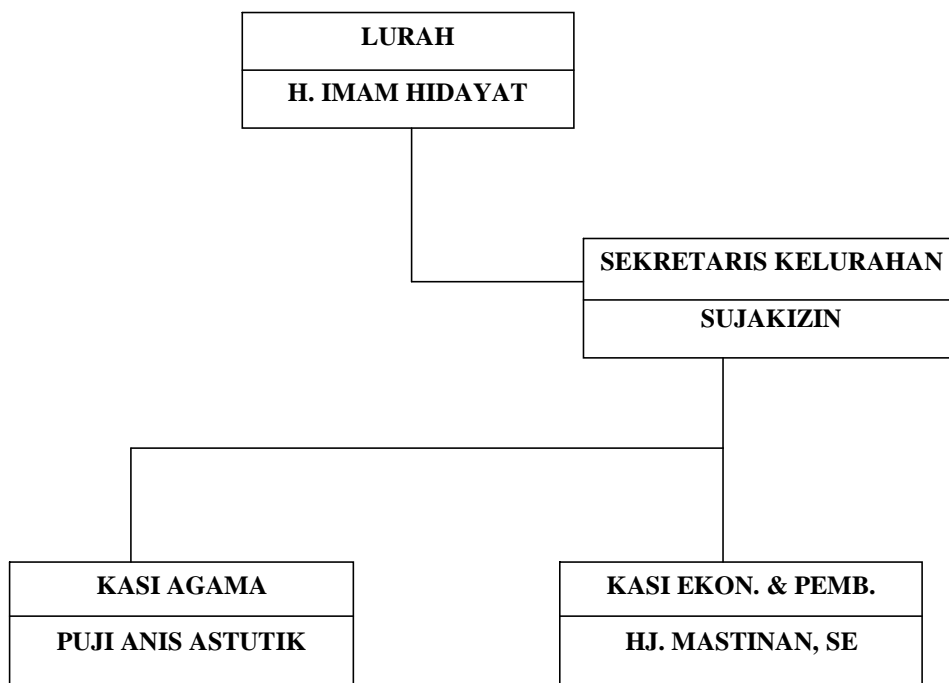 LURAH
H. IMAM HIDAYAT
SEKRETARIS KELURAHAN
SUJAKIZIN
KASI AGAMA
PUJI ANIS ASTUTIK
KASI EKON. & PEMB.
HJ. MASTINAN, SE